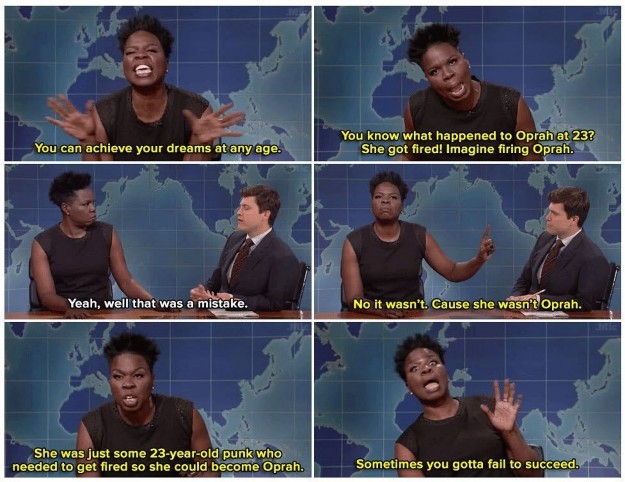 You can achieve your dreams at any age.
You know what happened to Oprah at 23?
She got fired! Imagine firing Oprah.
Yeah, well that was a mistake.
No it wasn't. Cause she wasn't Oprah.
She was just some 23-year-old punk who
needed to get fired so she could become Oprah.
Sometimes you gotta fail to succeed.